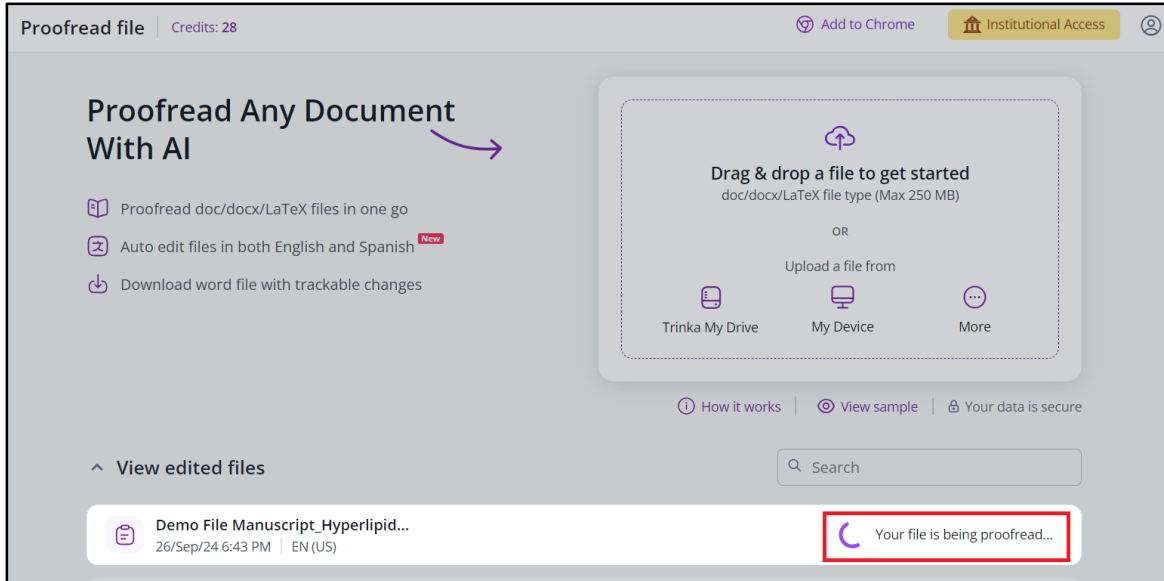 Proofread file
Credits: 28
Add to Chrome
Institutional Access
Proofread Any Document
With AI
Proofread doc/docx/LaTeX files in one go
Auto edit files in both English and Spanish New
Download word file with trackable changes
Drag & drop a file to get started
doc/docx/LaTeX file type (Max 250 MB)
OR
Upload a file from
Trinka My Drive
My Device
More
How it works
View sample
Your data is secure
View edited files
Search
Demo File Manuscript_Hyperlipid...
26/Sep/24 6:43 PM
EN (US)
Your file is being proofread...